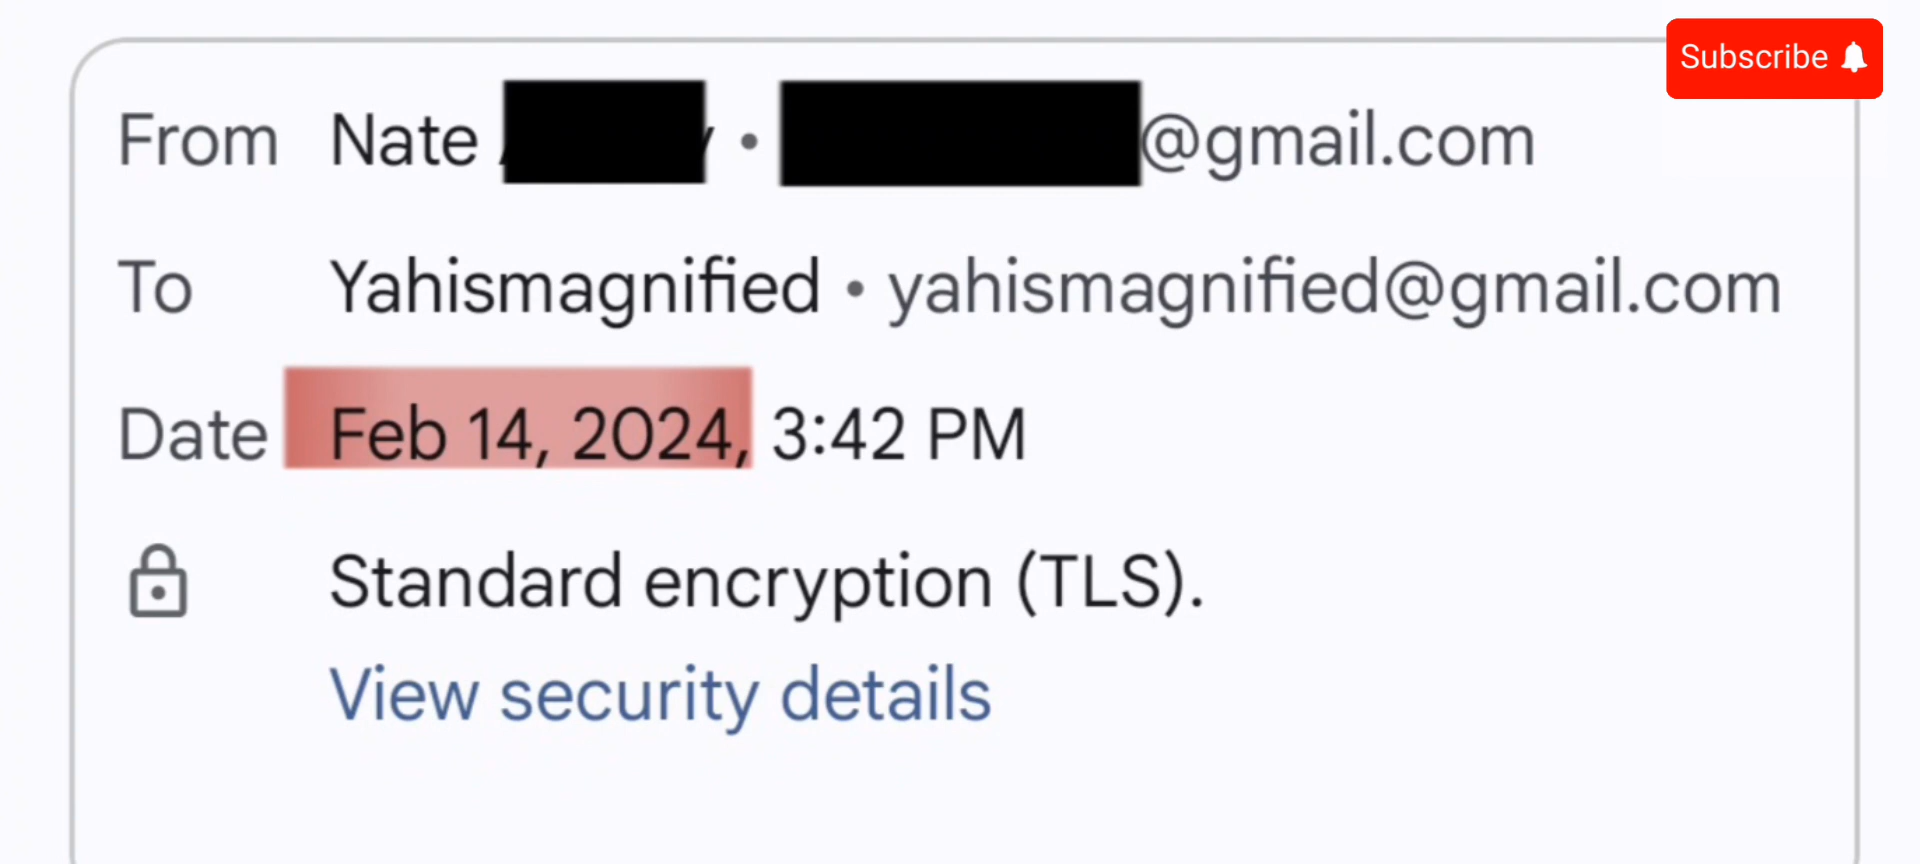 Subscribe
From Nate • @gmail.com
To Yahismagnified • yahismagnified@gmail.com
Date Feb 14, 2024, 3:42 PM
Standard encryption (TLS).
View security details